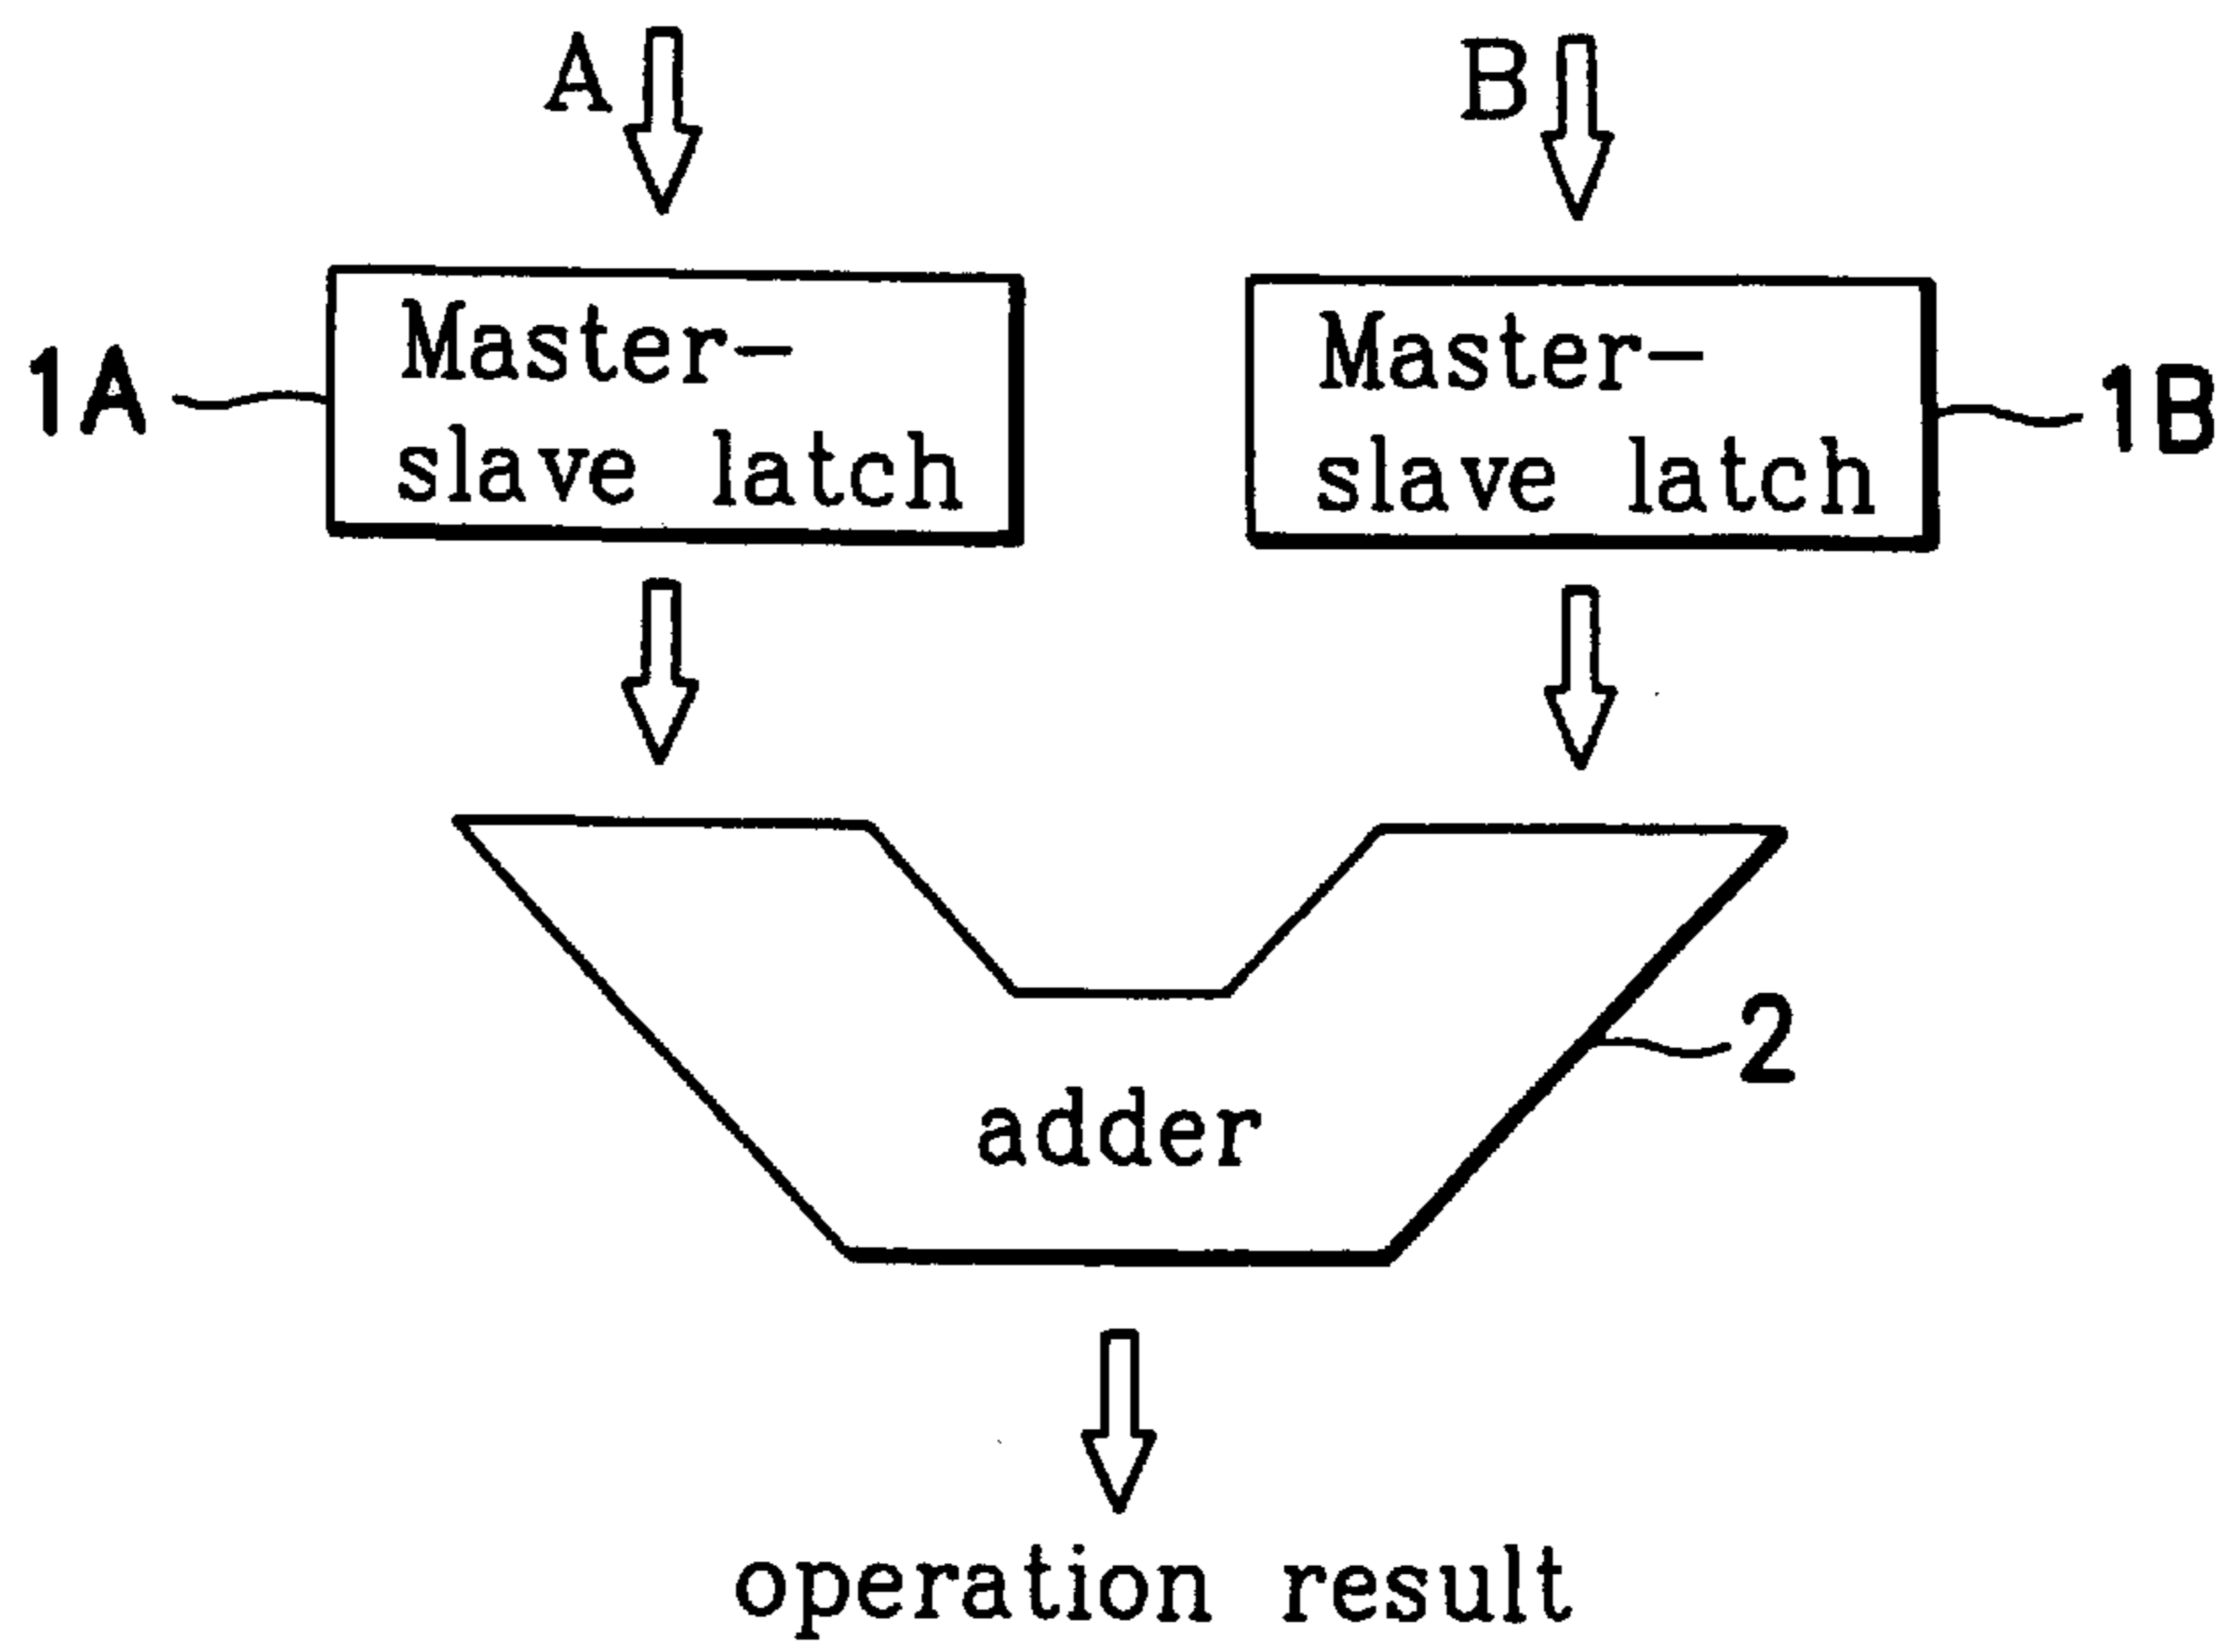 A
B
Master-
slave latch
1A
Master-
slave latch
1B
adder
2
operation result